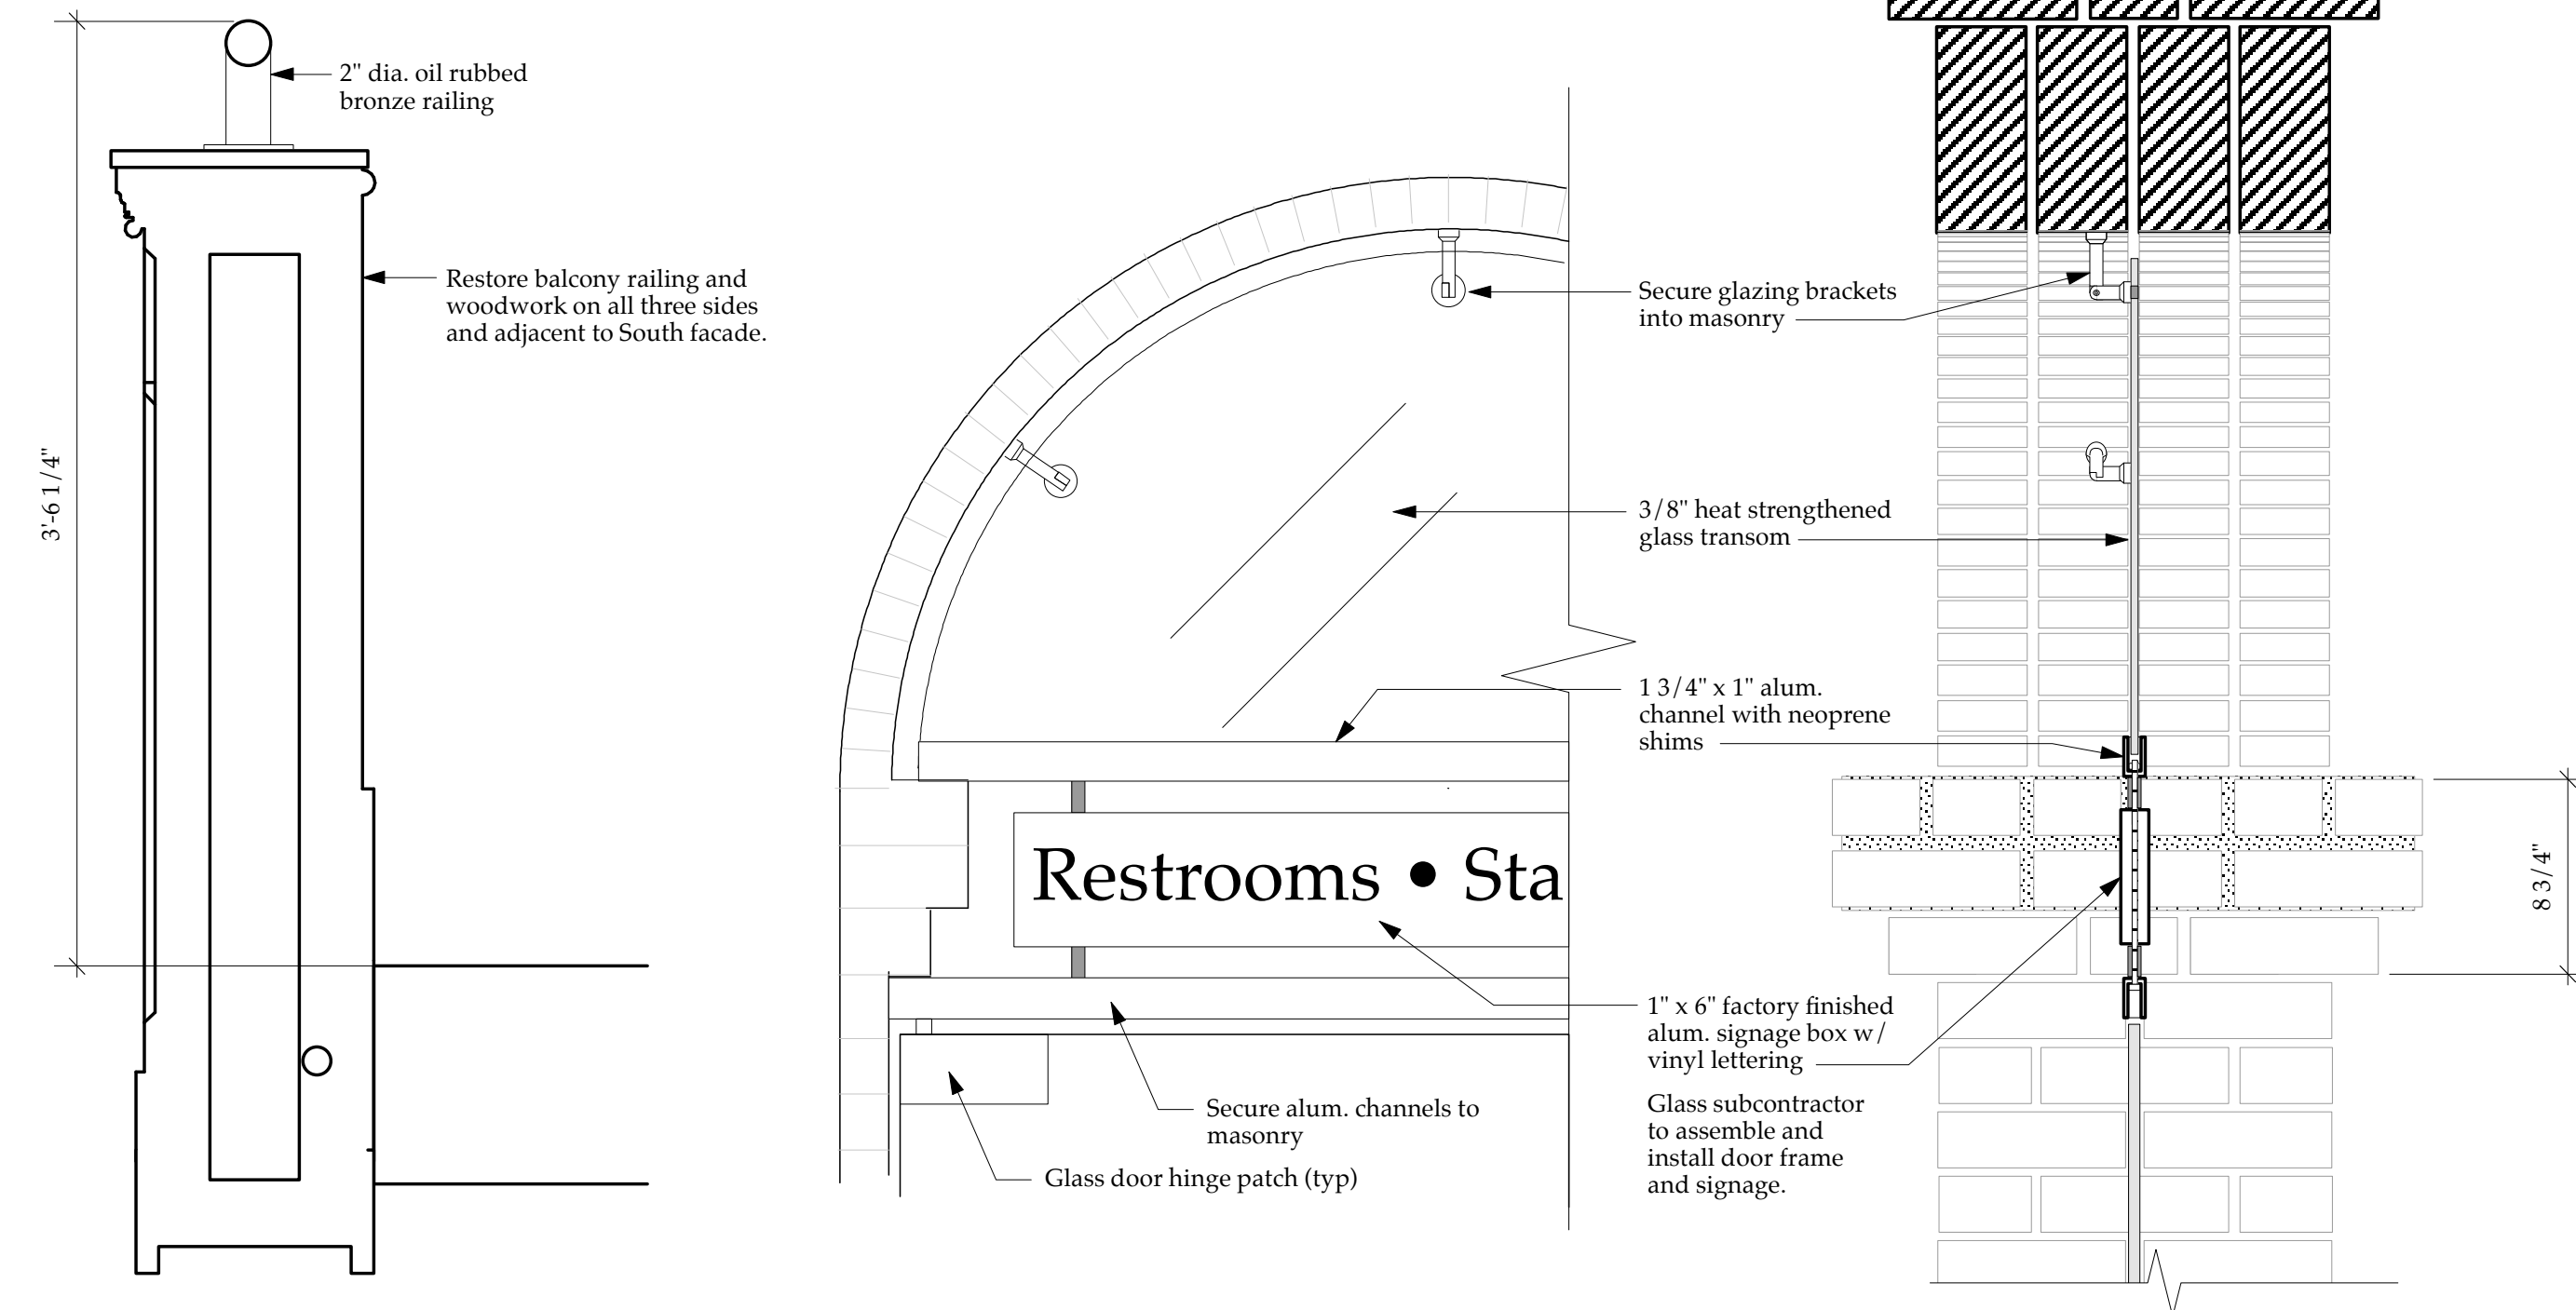 2" dia. oil rubbed
bronze railing
Restore balcony railing and
woodwork on all three sides
and adjacent to South facade.
3'-6 1/4"
Secure glazing brackets
into masonry
3/8" heat strengthened
glass transom
1 3/4" x 1" alum.
channel with neoprene
shims
Restrooms • Sta
8 3/4"
1" x 6" factory finished
alum. signage box w/
vinyl lettering
Glass subcontractor
to assemble and
install door frame
and signage.
Secure alum. channels to
masonry
Glass door hinge patch (typ)